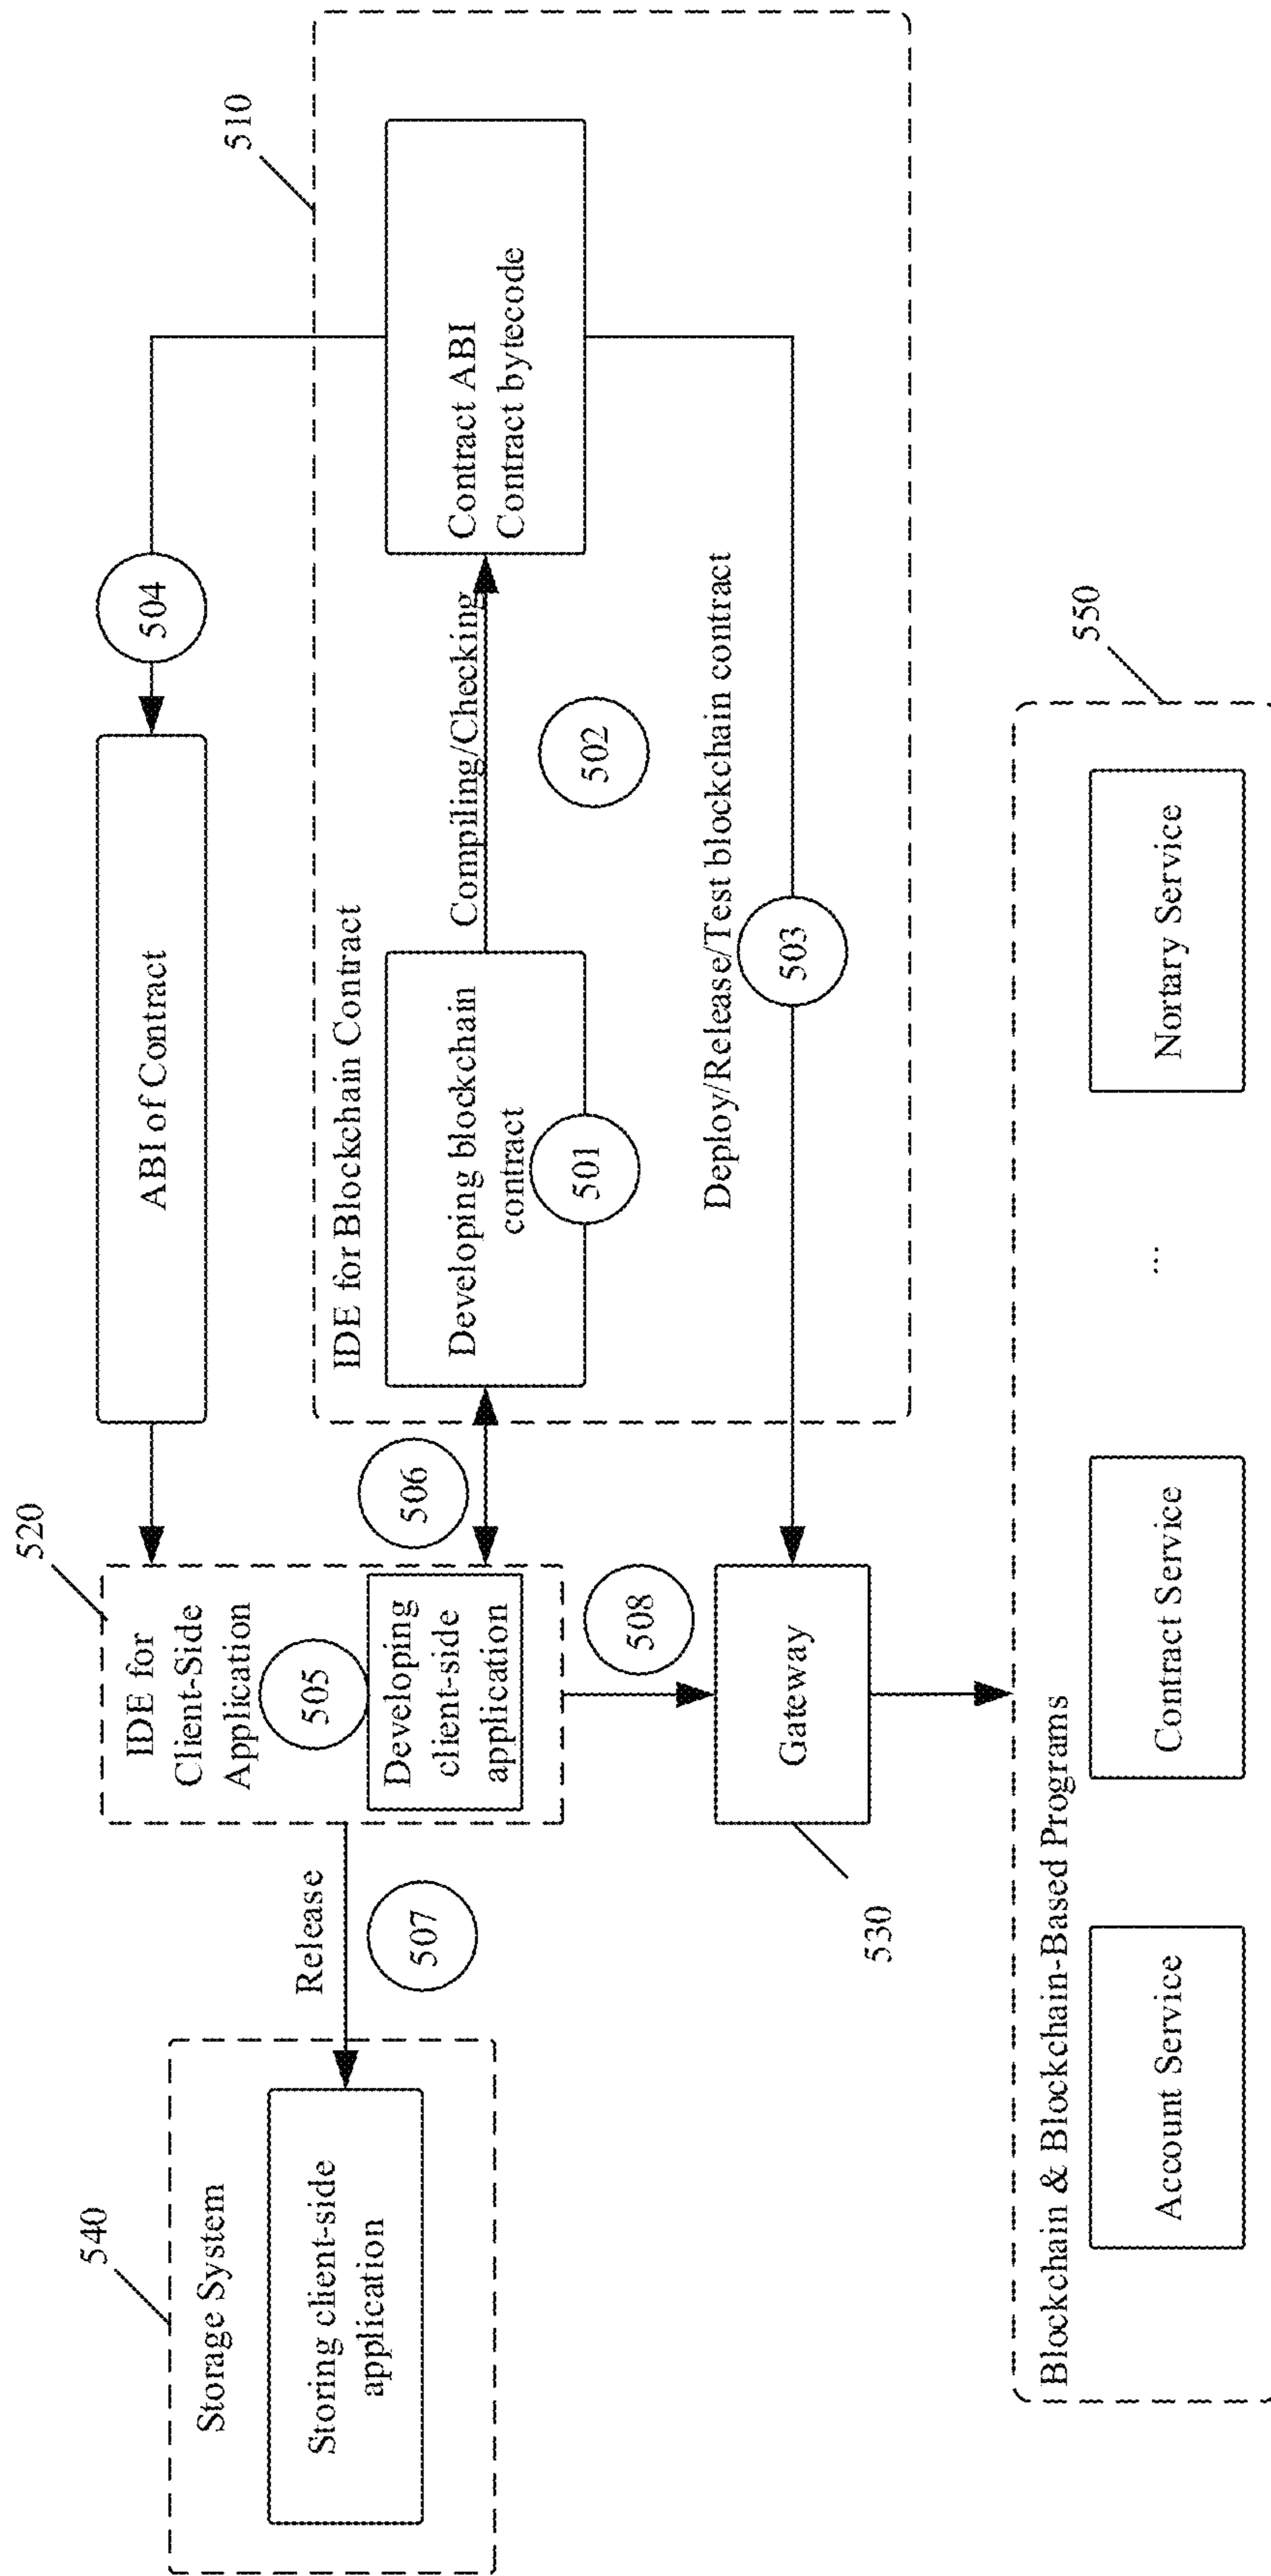 540
Storage System
Storing client-side
application
Release
507
520
IDE for
Client-Side
Application
505
Developing
client-side
application
506
508
Gateway
530
ABI of Contract
504
510
IDE for Blockchain Contract
Developing blockchain
contract
501
Compiling/Checking
502
Contract ABI
Contract bytecode
Deploy/Release/Test blockchain contract
503
550
Blockchain & Blockchain-Based Programs
Account Service
Contract Service
...
Nortary Service